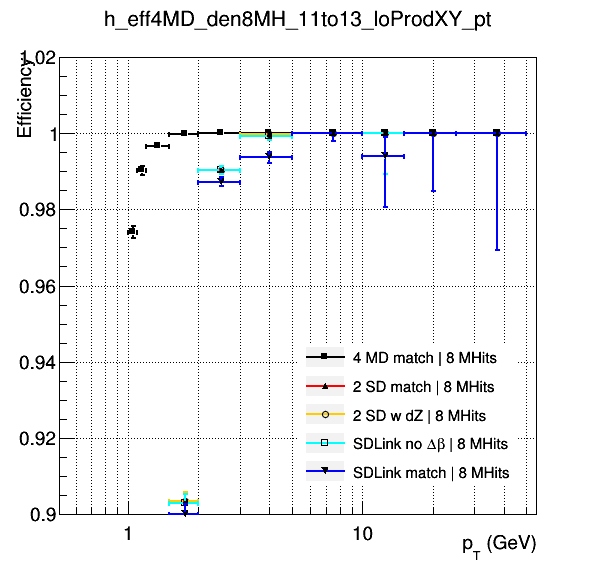 h_eff4MD_den8MH_11to13_loProdXY_pt
Efficiency
1.02
1
0.98
0.96
0.94
0.92
0.9
4 MD match | 8 MHits
2 SD match | 8 MHits
2 SD w dZ | 8 MHits
SDLink no Δβ | 8 MHits
SDLink match | 8 MHits
1
10
p_T (GeV)